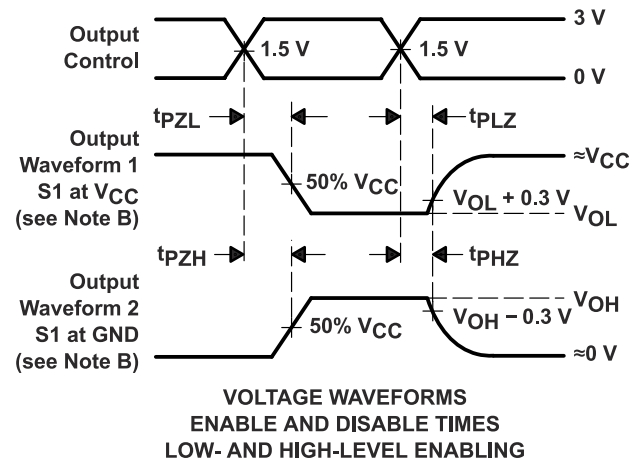 Output
Control
1.5 V
1.5 V
3 V
0 V
tPZL
tPLZ
Output
Waveform 1
S1 at VCC
(see Note B)
50% VCC
≈VCC
VOL + 0.3 V
VOL
tPZH
tPHZ
Output
Waveform 2
S1 at GND
(see Note B)
50% VCC
VOH
VOH − 0.3 V
≈0 V
VOLTAGE WAVEFORMS
ENABLE AND DISABLE TIMES
LOW- AND HIGH-LEVEL ENABLING